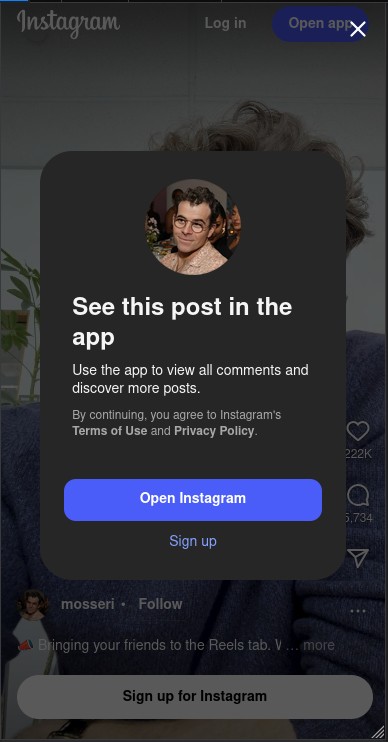 Instagram
Log in
Open app
See this post in the
app
Use the app to view all comments and
discover more posts.
By continuing, you agree to Instagram's
Terms of Use and Privacy Policy.
Open Instagram
Sign up
222K
5,734
mosseri • Follow
📣 Bringing your friends to the Reels tab. W … more
Sign up for Instagram